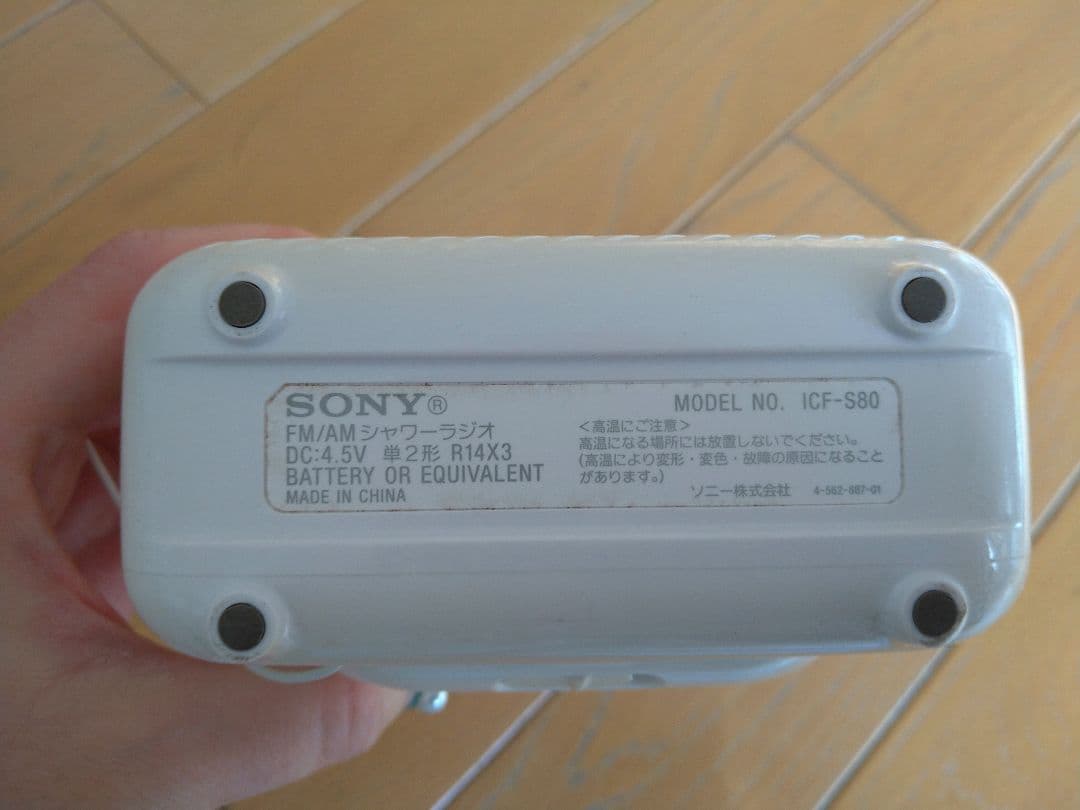 SONY®
FM/AMシャワーラジオ
DC:4.5V 単2形 R14X3
BATTERY OR EQUIVALENT
MADE IN CHINA
MODEL NO. ICF-S80
＜高温にご注意＞
高温になる場所には放置しないでください。
(高温により変形・変色・故障の原因になること
があります。)
ソニー株式会社 4-562-887-01